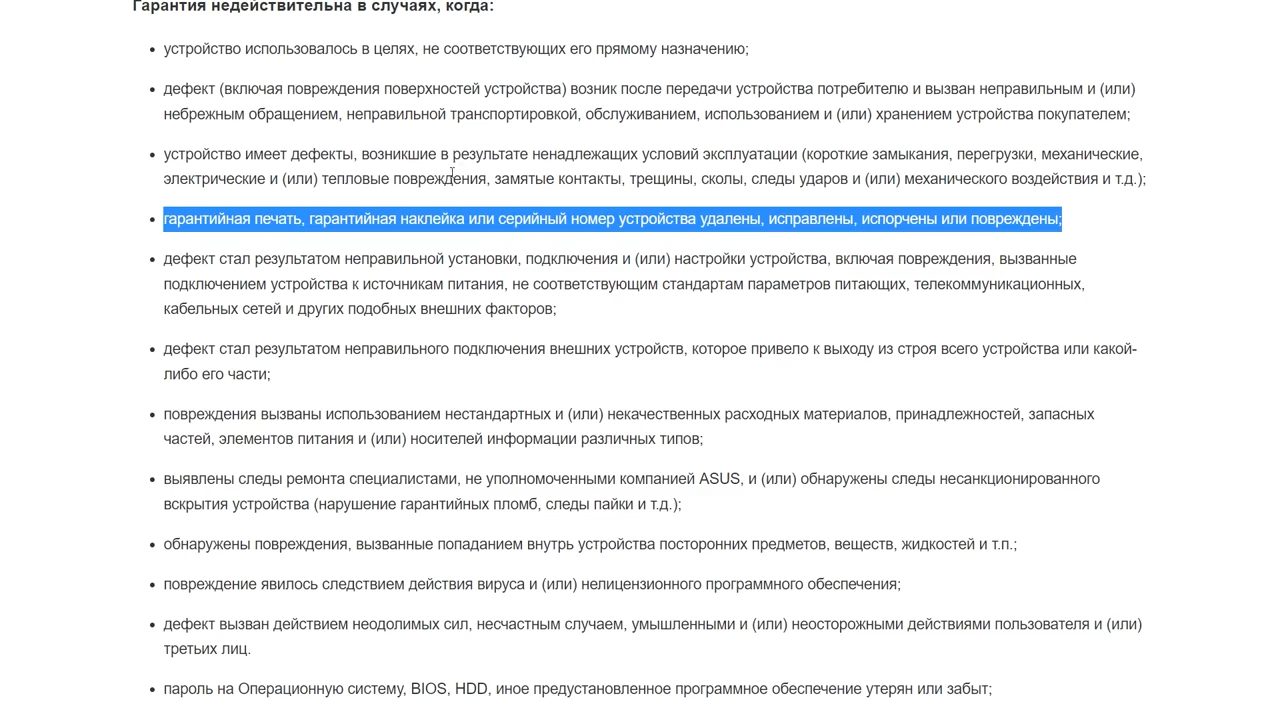 Гарантия недействительна в случаях, когда:
• устройство использовалось в целях, не соответствующих его прямому назначению;
• дефект (включая повреждения поверхностей устройства) возник после передачи устройства потребителю и вызван неправильным и (или)
небрежным обращением, неправильной транспортировкой, обслуживанием, использованием и (или) хранением устройства покупателем;
• устройство имеет дефекты, возникшие в результате ненадлежащих условий эксплуатации (короткие замыкания, перегрузки, механические,
электрические и (или) тепловые повреждения, замятые контакты, трещины, сколы, следы ударов и (или) механического воздействия и т.д.);
• гарантийная печать, гарантийная наклейка или серийный номер устройства удалены, исправлены, испорчены или повреждены;
• дефект стал результатом неправильной установки, подключения и (или) настройки устройства, включая повреждения, вызванные
подключением устройства к источникам питания, не соответствующим стандартам параметров питающих, телекоммуникационных,
кабельных сетей и других подобных внешних факторов;
• дефект стал результатом неправильного подключения внешних устройств, которое привело к выходу из строя всего устройства или какой-
либо его части;
• повреждения вызваны использованием нестандартных и (или) некачественных расходных материалов, принадлежностей, запасных
частей, элементов питания и (или) носителей информации различных типов;
• выявлены следы ремонта специалистами, не уполномоченными компанией ASUS, и (или) обнаружены следы несанкционированного
вскрытия устройства (нарушение гарантийных пломб, следы пайки и т.д.);
• обнаружены повреждения, вызванные попаданием внутрь устройства посторонних предметов, веществ, жидкостей и т.п.;
• повреждение явилось следствием действия вируса и (или) нелицензионного программного обеспечения;
• дефект вызван действием неодолимых сил, несчастным случаем, умышленными и (или) неосторожными действиями пользователя и (или)
третьих лиц.
• пароль на Операционную систему, BIOS, HDD, иное предустановленное программное обеспечение утерян или забыт;